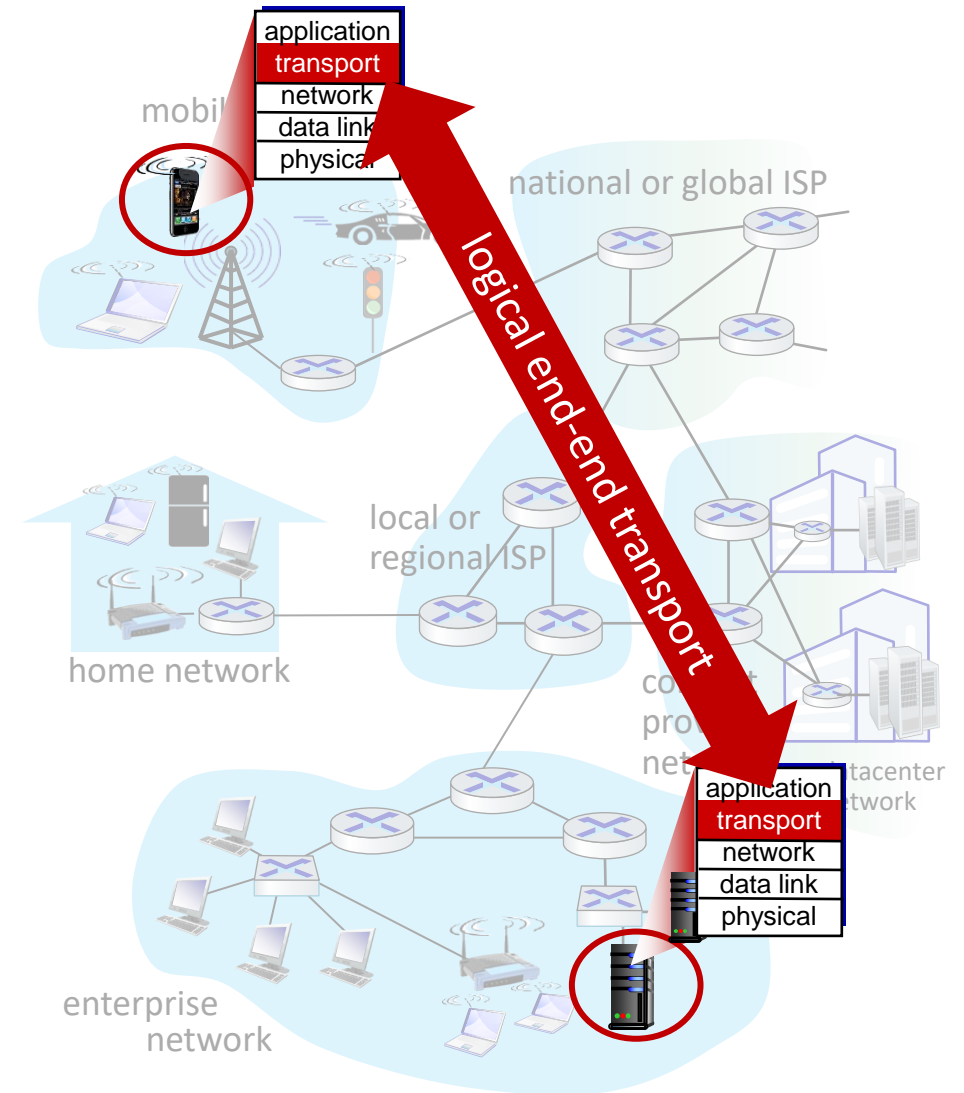 application
transport
network
data link
physical
mobil
national or global ISP
logical end-end transport
local or
regional ISP
home network
application
transport
network
data link
physical
enterprise
network